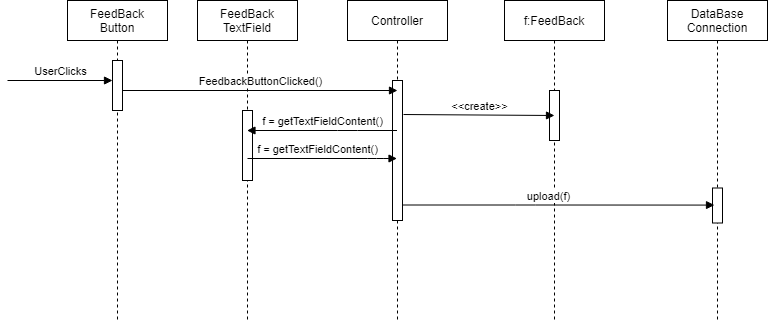 FeedBack
Button
FeedBack
TextField
Controller
f:FeedBack
DataBase
Connection
UserClicks
FeedbackButtonClicked()
<<create>>
f = getTextFieldContent()
f = getTextFieldContent()
upload(f)